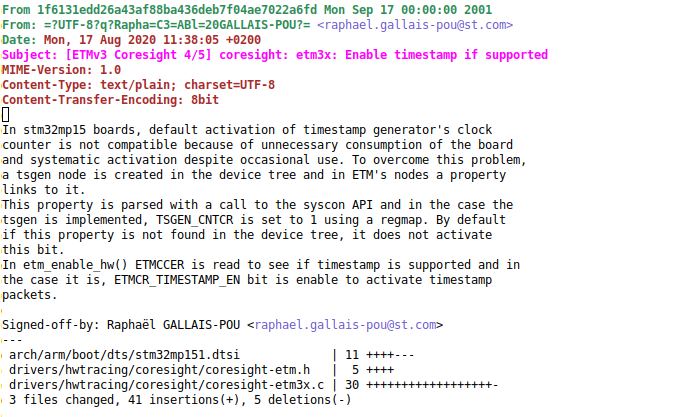 From 1f6131edd26a43af88ba436deb7f04ae7022a6fd Mon Sep 17 00:00:00 2001
From: =?UTF-8?q?Rapha=C3=ABl=20GALLAIS-POU?= <raphael.gallais-pou@st.com>
Date: Mon, 17 Aug 2020 11:38:05 +0200
Subject: [ETMv3 Coresight 4/5] coresight: etm3x: Enable timestamp if supported
MIME-Version: 1.0
Content-Type: text/plain; charset=UTF-8
Content-Transfer-Encoding: 8bit
In stm32mp15 boards, default activation of timestamp generator's clock
counter is not compatible because of unnecessary consumption of the board
and systematic activation despite occasional use. To overcome this problem,
a tsgen node is created in the device tree and in ETM's nodes a property
links to it.
This property is parsed with a call to the syscon API and in the case the
tsgen is implemented, TSGEN_CNTCR is set to 1 using a regmap. By default
if this property is not found in the device tree, it does not activate
this bit.
In etm_enable_hw() ETMCCER is read to see if timestamp is supported and in
the case it is, ETMCR_TIMESTAMP_EN bit is enable to activate timestamp
packets.
Signed-off-by: Raphaël GALLAIS-POU <raphael.gallais-pou@st.com>
---
arch/arm/boot/dts/stm32mp151.dtsi | 11 ++++---
drivers/hwtracing/coresight/coresight-etm.h | 5 ++++
drivers/hwtracing/coresight/coresight-etm3x.c | 30 ++++++++++++++++++-
3 files changed, 41 insertions(+), 5 deletions(-)